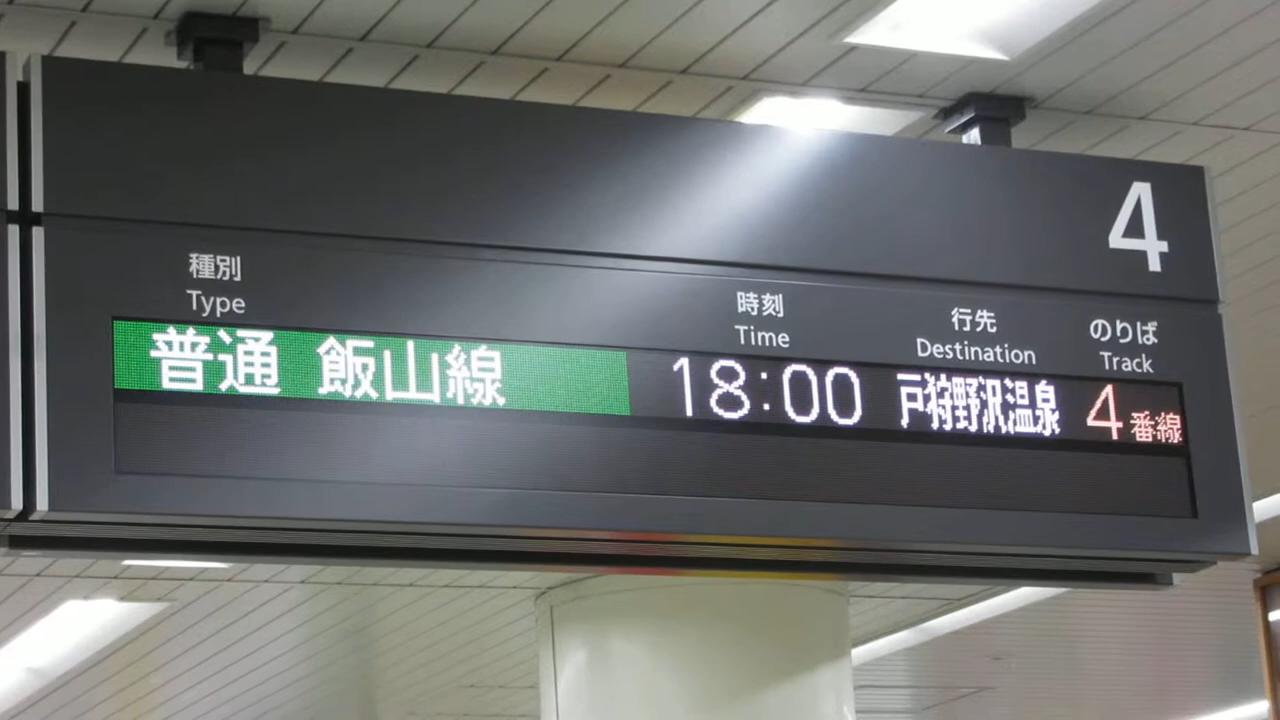 4
種別
Type
時刻
Time
行先
Destination
のりば
Track
普通 飯山線 18:00 戸狩野沢温泉 4番線